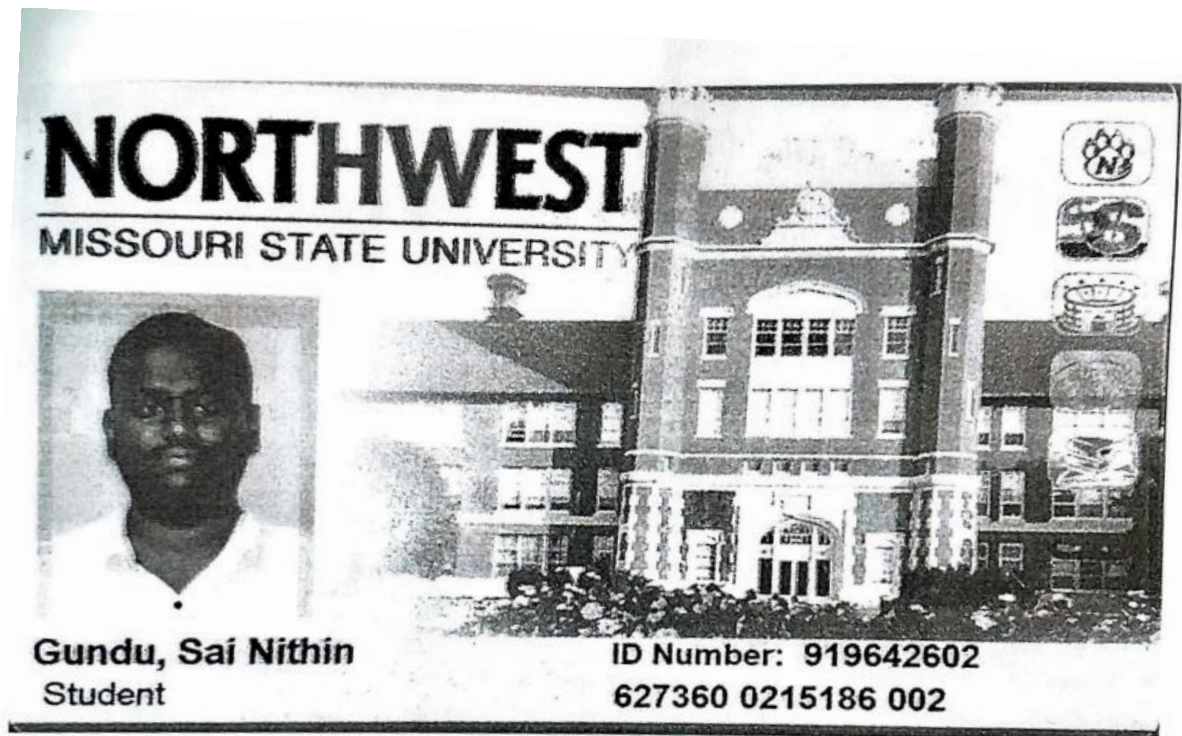 NORTHWEST
MISSOURI STATE UNIVERSITY
N
Gundu, Sai Nithin
Student
ID Number: 919642602
627360 0215186 002